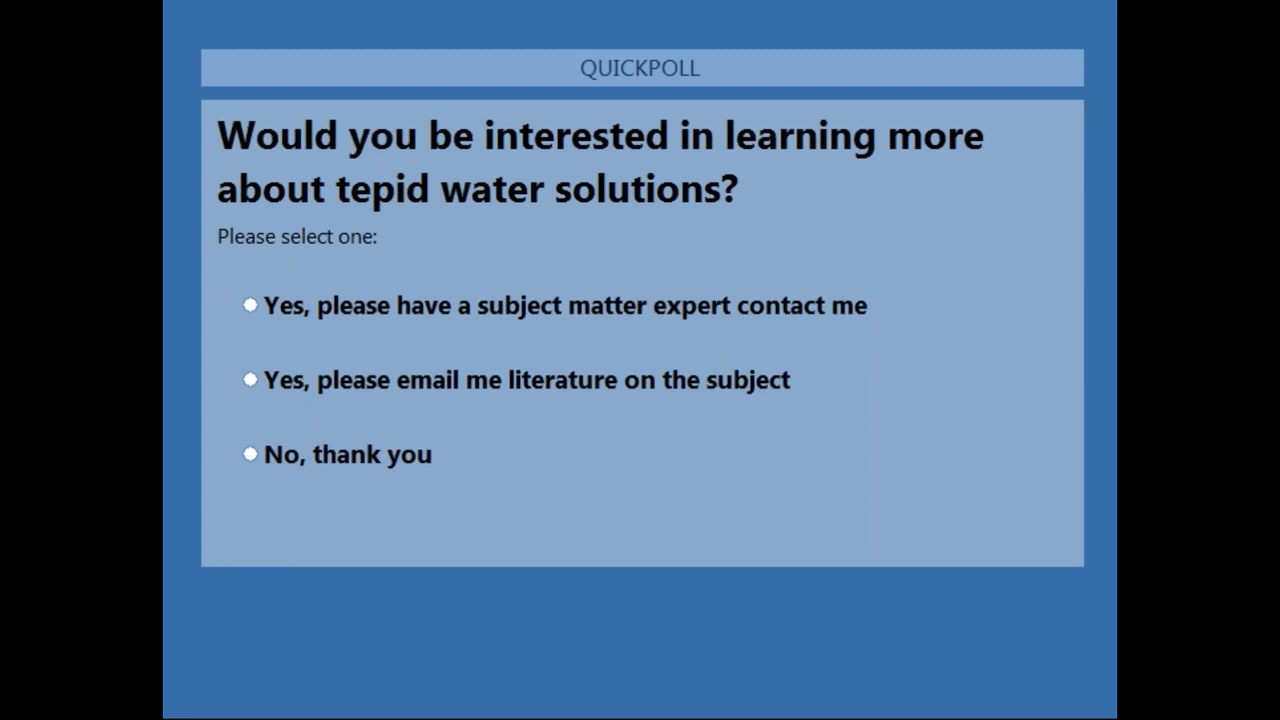 QUICKPOLL
Would you be interested in learning more
about tepid water solutions?
Please select one:
Yes, please have a subject matter expert contact me
Yes, please email me literature on the subject
No, thank you